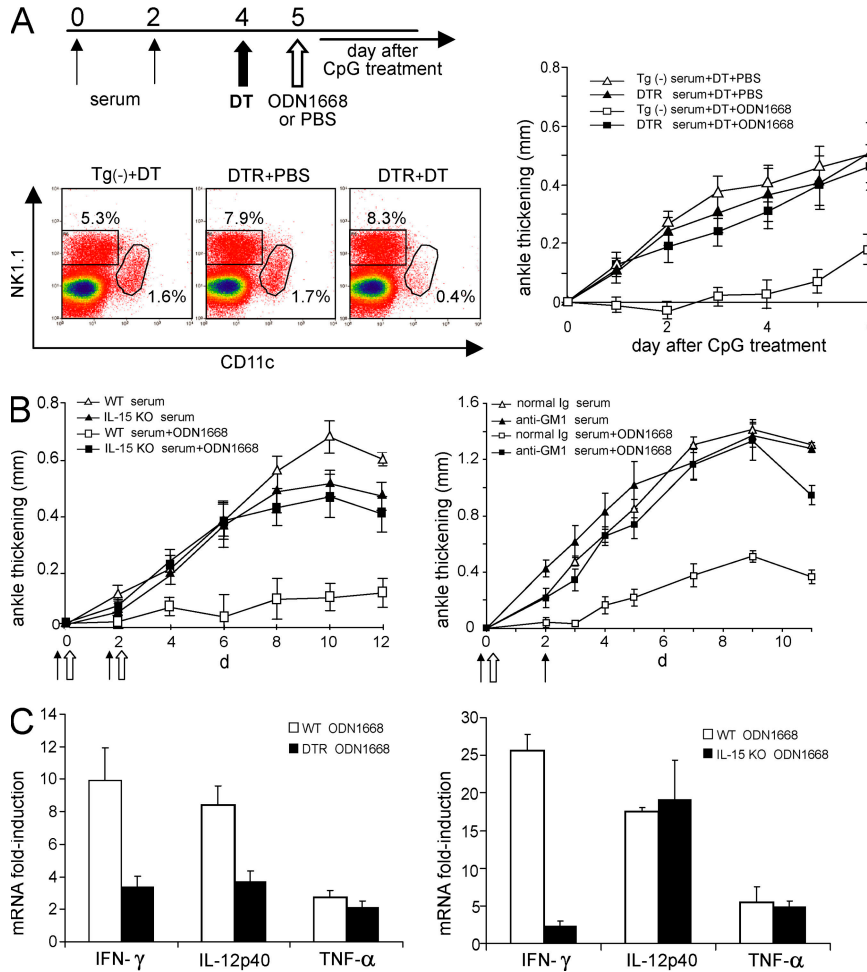 A
0 2 4 5
day after
CpG treatment
serum
DT
ODN1668
or PBS
Tg(-)+DT
DTR+PBS
DTR+DT
5.3%
1.6%
7.9%
1.7%
8.3%
0.4%
NK1.1
CD11c
Tg (-) serum+DT+PBS
DTR serum+DT+PBS
Tg (-) serum+DT+ODN1668
DTR serum+DT+ODN1668
ankle thickening (mm)
0.8
0.6
0.4
0.2
0
0 2 4 6
day after CpG treatment
B
WT serum
IL-15 KO serum
WT serum+ODN1668
IL-15 KO serum+ODN1668
ankle thickening (mm)
0.8
0.6
0.4
0.2
0
0 2 4 6 8 10 12
d
normal Ig serum
anti-GM1 serum
normal Ig serum+ODN1668
anti-GM1 serum+ODN1668
ankle thickening (mm)
1.6
1.2
0.8
0.4
0
0 2 4 6 8 10
d
C
mRNA fold-induction
14
12
10
8
6
4
2
0
WT ODN1668
DTR ODN1668
IFN- γ IL-12p40 TNF-α
mRNA fold-induction
30
25
20
15
10
5
0
WT ODN1668
IL-15 KO ODN1668
IFN- γ IL-12p40 TNF-α